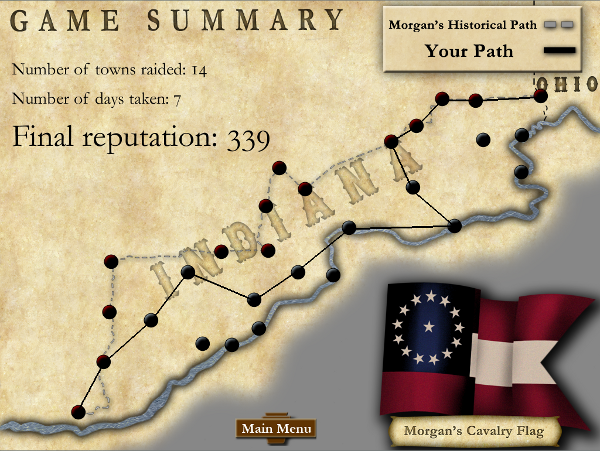 GAME SUMMARY
Morgan's Historical Path
Your Path
Number of towns raided: 14
Number of days taken: 7
Final reputation: 339
OHIO
INDIANA
Main Menu
Morgan's Cavalry Flag